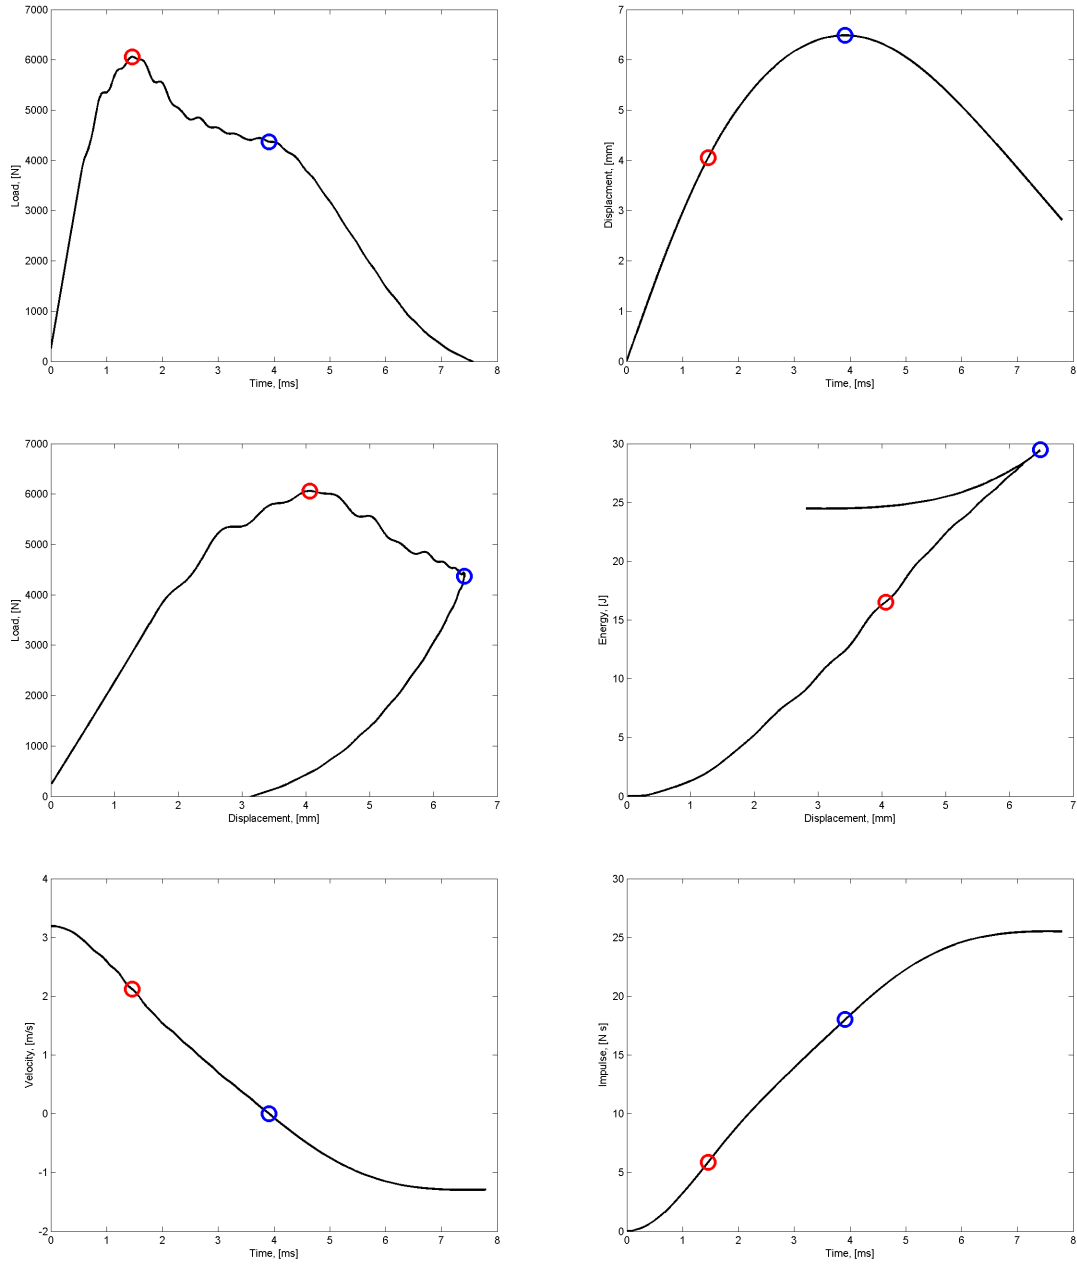 7000
6000
5000
4000
3000
2000
1000
0
Load, [N]
0 1 2 3 4 5 6 7 8
Time, [ms]
7
6
5
4
3
2
1
0
Displacment, [mm]
0 1 2 3 4 5 6 7 8
Time, [ms]
7000
6000
5000
4000
3000
2000
1000
0
Load, [N]
0 1 2 3 4 5 6 7
Displacement, [mm]
30
25
20
15
10
5
0
Energy, [J]
0 1 2 3 4 5 6 7
Displacement, [mm]
4
3
2
1
0
-1
-2
Velocity, [m/s]
0 1 2 3 4 5 6 7 8
Time, [ms]
30
25
20
15
10
5
0
Impulse, [N s]
0 1 2 3 4 5 6 7 8
Time, [ms]